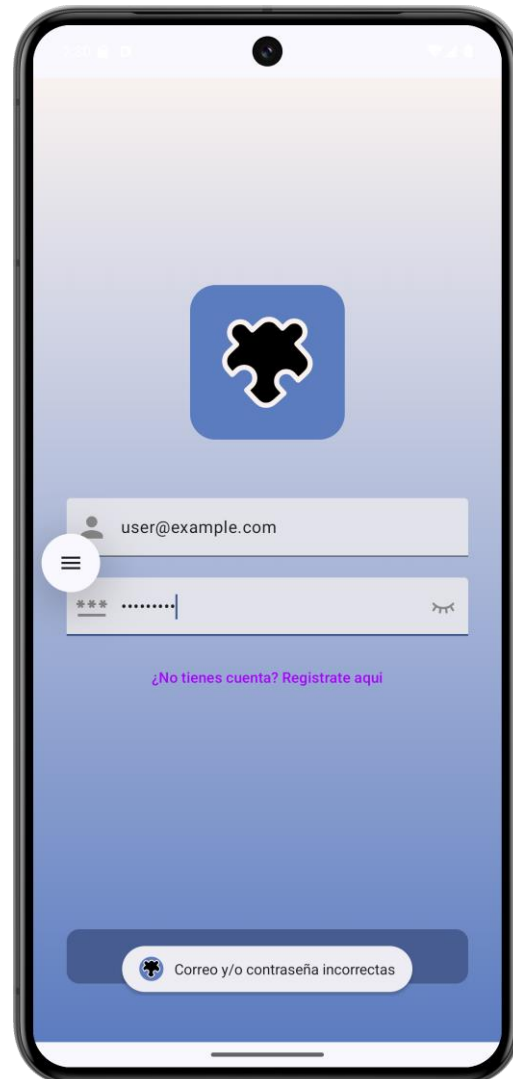 user@example.com
***
•••••••••
¿No tienes cuenta? Registrate aqui
Correo y/o contraseña incorrectas